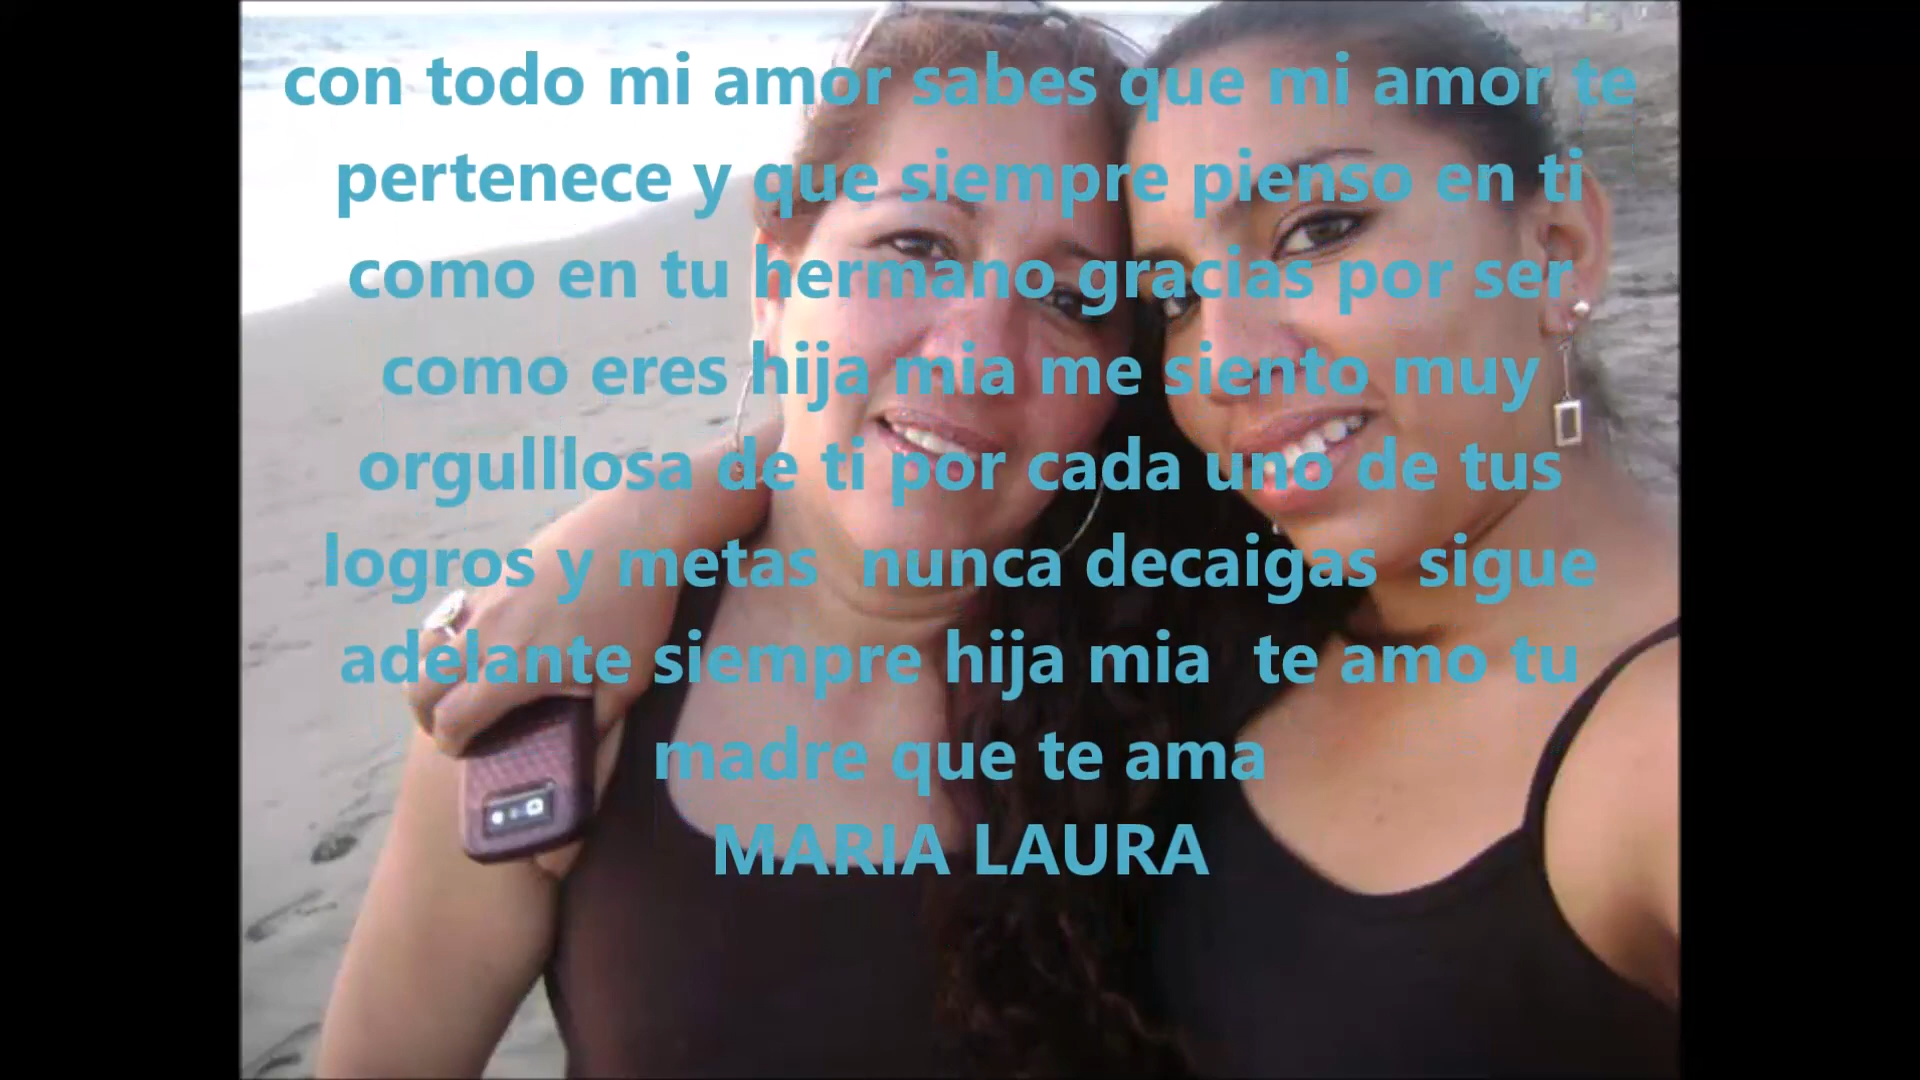 con todo mi amor sabes que mi amor te
pertenece y que siempre pienso en ti
como en tu hermano gracias por ser
como eres hija mia me siento muy
orgulllosa de ti por cada uno de tus
logros y metas  nunca decaigas  sigue
adelante siempre hija mia  te amo tu
madre que te ama
MARIA LAURA